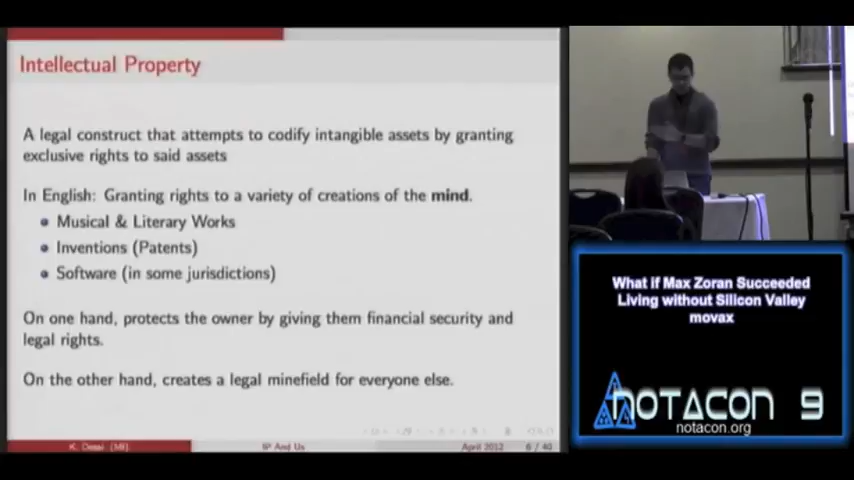 Intellectual Property
A legal construct that attempts to codify intangible assets by granting
exclusive rights to said assets
In English: Granting rights to a variety of creations of the mind.
Musical & Literary Works
Inventions (Patents)
Software (in some jurisdictions)
On one hand, protects the owner by giving them financial security and
legal rights.
On the other hand, creates a legal minefield for everyone else.
K. Desai (MI)
IP And Us
April 2012
6 / 40
What if Max Zoran Succeeded
Living without Silicon Valley
movax
NOTACON 9
notacon.org